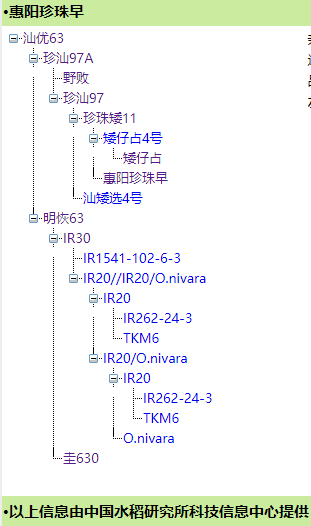 •惠阳珍珠早
汕优63
珍汕97A
野败
珍汕97
珍珠矮11
矮仔占4号
矮仔占
惠阳珍珠早
汕矮选4号
明恢63
IR30
IR1541-102-6-3
IR20//IR20/O.nivara
IR20
IR262-24-3
TKM6
IR20/O.nivara
IR20
IR262-24-3
TKM6
O.nivara
圭630
•以上信息由中国水稻研究所科技信息中心提供